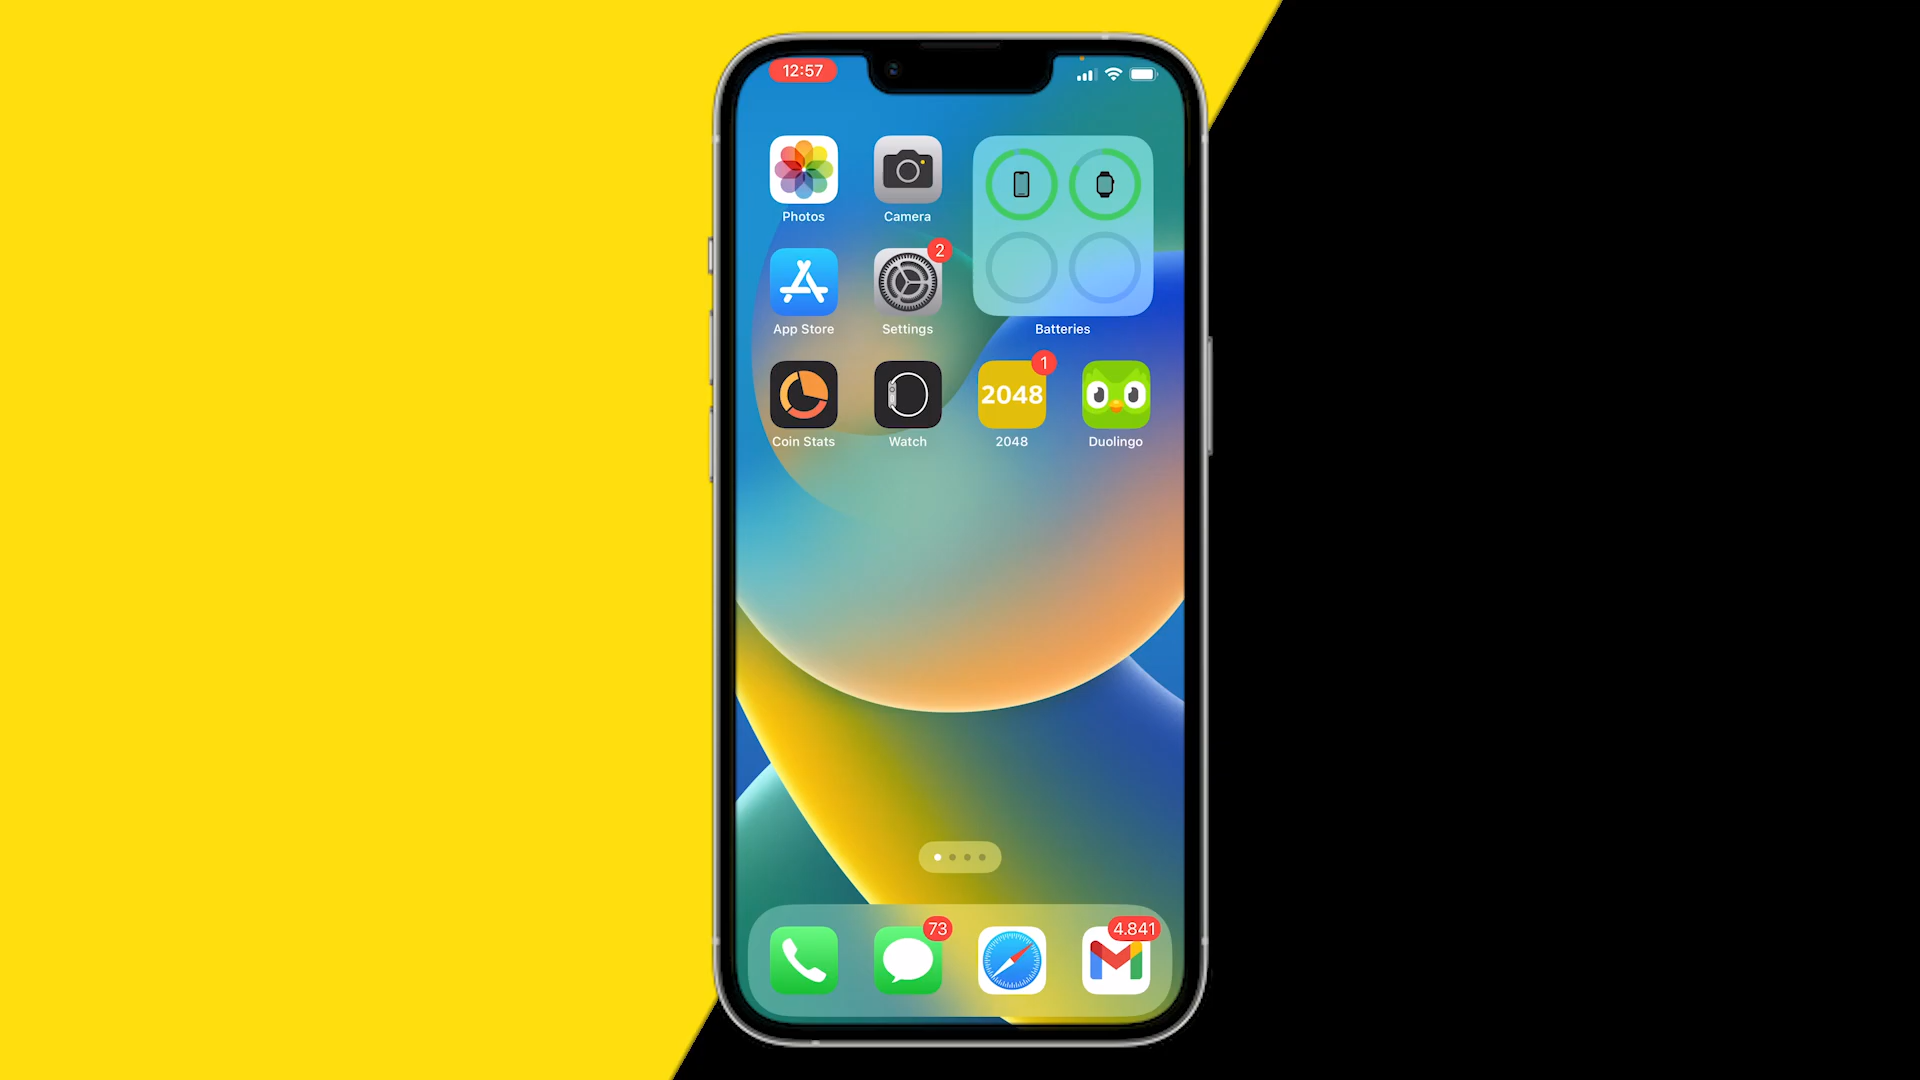 12:57
Photos
Camera
2
App Store
Settings
Batteries
1
2048
Coin Stats
Watch
2048
Duolingo
73
4.841